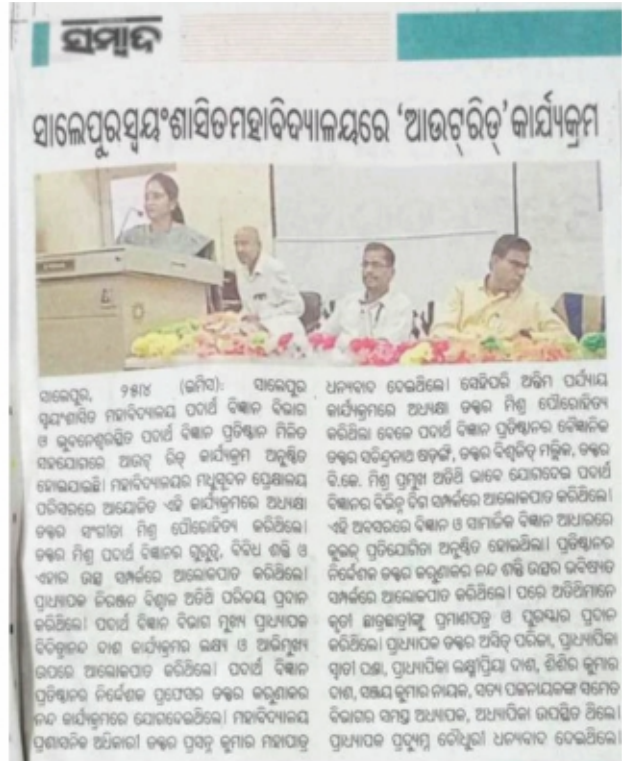 ସମ୍ବାଦ
ସାଲେପୁର ସ୍ୱୟଂଶାସିତ ମହାବିଦ୍ୟାଳୟରେ ‘ଆଉଟ୍‌ରିଚ୍’ କାର୍ଯ୍ୟକ୍ରମ
ସାଲେପୁର, ୨୫।୪ (ଇମିସ): ସାଲେପୁର
ସ୍ୱୟଂଶାସିତ ମହାବିଦ୍ୟାଳୟ ପଦାର୍ଥ ବିଜ୍ଞାନ ବିଭାଗ
ଓ ଭୁବନେଶ୍ୱରସ୍ଥିତ ପଦାର୍ଥ ବିଜ୍ଞାନ ପ୍ରତିଷ୍ଠାନ ମିଳିତ
ସହଯୋଗରେ ଆଉଟ୍ ରିଚ୍ କାର୍ଯ୍ୟକ୍ରମ ଅନୁଷ୍ଠିତ
ହୋଇଯାଇଛି। ମହାବିଦ୍ୟାଳୟର ମଧୁସୂଦନ ପ୍ରେକ୍ଷାଳୟ
ପରିସରରେ ଆୟୋଜିତ ଏହି କାର୍ଯ୍ୟକ୍ରମରେ ଅଧ୍ୟକ୍ଷା
ଡକ୍ଟର ସଂଗୀତା ମିଶ୍ର ପୌରୋହିତ୍ୟ କରିଥିଲେ।
ଡକ୍ଟର ମିଶ୍ର ପଦାର୍ଥ ବିଜ୍ଞାନର ଗୁରୁତ୍ୱ, ବିବିଧ ଶକ୍ତି ଓ
ଏହାର ଉତ୍ସ ସମ୍ପର୍କରେ ଆଲୋକପାତ କରିଥିଲେ।
ପ୍ରାଧ୍ୟାପକ ନିରଞ୍ଜନ ବିଶ୍ୱାଳ ଅତିଥି ପରିଚୟ ପ୍ରଦାନ
କରିଥିଲେ। ପଦାର୍ଥ ବିଜ୍ଞାନ ବିଭାଗ ମୁଖ୍ୟ ପ୍ରାଧ୍ୟାପକ
ବିଚିତ୍ରାନନ୍ଦ ଦାଶ କାର୍ଯ୍ୟକ୍ରମର ଲକ୍ଷ୍ୟ ଓ ଆଭିମୁଖ୍ୟ
ଉପରେ ଆଲୋକପାତ କରିଥିଲେ। ପଦାର୍ଥ ବିଜ୍ଞାନ
ପ୍ରତିଷ୍ଠାନର ନିର୍ଦ୍ଦେଶକ ପ୍ରଫେସର ଡକ୍ଟର କରୁଣାକର
ନନ୍ଦ କାର୍ଯ୍ୟକ୍ରମରେ ଯୋଗଦେଇଥିଲେ। ମହାବିଦ୍ୟାଳୟ
ପ୍ରଶାସନିକ ଅଧିକାରୀ ଡକ୍ଟର ପ୍ରସନ୍ନ କୁମାର ମହାପାତ୍ର
ଧନ୍ୟବାଦ ଦେଇଥିଲେ। ସେହିପରି ଅନ୍ତିମ ପର୍ଯ୍ୟାୟ
କାର୍ଯ୍ୟକ୍ରମରେ ଅଧ୍ୟକ୍ଷା ଡକ୍ଟର ମିଶ୍ର ପୌରୋହିତ୍ୟ
କରିଥିଲା ବେଳେ ପଦାର୍ଥ ବିଜ୍ଞାନ ପ୍ରତିଷ୍ଠାନର ବୈଜ୍ଞାନିକ
ଡକ୍ଟର ସଚ୍ଚିନ୍ଦ୍ରନାଥ ଷଡ଼ଙ୍ଗୀ, ଡକ୍ଟର ବିଶ୍ୱଜିତ୍ ମଲ୍ଲିକ, ଡକ୍ଟର
ବି.କେ. ମିଶ୍ର ପ୍ରମୁଖ ଅତିଥି ଭାବେ ଯୋଗଦେଇ ପଦାର୍ଥ
ବିଜ୍ଞାନର ବିଭିନ୍ନ ଦିଗ ସମ୍ପର୍କରେ ଆଲୋକପାତ କରିଥିଲେ।
ଏହି ଅବସରରେ ବିଜ୍ଞାନ ଓ ସାମାଜିକ ବିଜ୍ଞାନ ଆଧାରରେ
କୁଇଜ୍ ପ୍ରତିଯୋଗିତା ଅନୁଷ୍ଠିତ ହୋଇଥିଲା। ପ୍ରତିଷ୍ଠାନର
ନିର୍ଦ୍ଦେଶକ ଡକ୍ଟର କରୁଣାକର ନନ୍ଦ ଶକ୍ତି ଉତ୍ସର ଭବିଷ୍ୟତ
ସମ୍ପର୍କରେ ଆଲୋକପାତ କରିଥିଲେ। ପରେ ଅତିଥିମାନେ
କୃତୀ ଛାତ୍ରଛାତ୍ରୀଙ୍କୁ ପ୍ରମାଣପତ୍ର ଓ ପୁରସ୍କାର ପ୍ରଦାନ
କରିଥିଲେ। ପ୍ରାଧ୍ୟାପକ ଡକ୍ଟର ଅସିତ୍ ପରିଜା, ପ୍ରାଧ୍ୟାପିକା
ସ୍ମୃତୀ ପଣ୍ଡା, ପ୍ରାଧ୍ୟାପିକା ଲକ୍ଷ୍ମୀପ୍ରିୟା ଦାଶ, ଶିଶିର କୁମାର
ଦାଶ, ସଞ୍ଜୟ କୁମାର ନାୟକ, ସତ୍ୟ ପଟ୍ଟନାୟକଙ୍କ ସମେତ
ବିଭାଗର ସମସ୍ତ ଅଧ୍ୟାପକ, ଅଧ୍ୟାପିକା ଉପସ୍ଥିତ ଥିଲେ।
ପ୍ରାଧ୍ୟାପକ ପ୍ରଦ୍ୟୁମ୍ନ ଚୌଧୁରୀ ଧନ୍ୟବାଦ ଦେଇଥିଲେ।